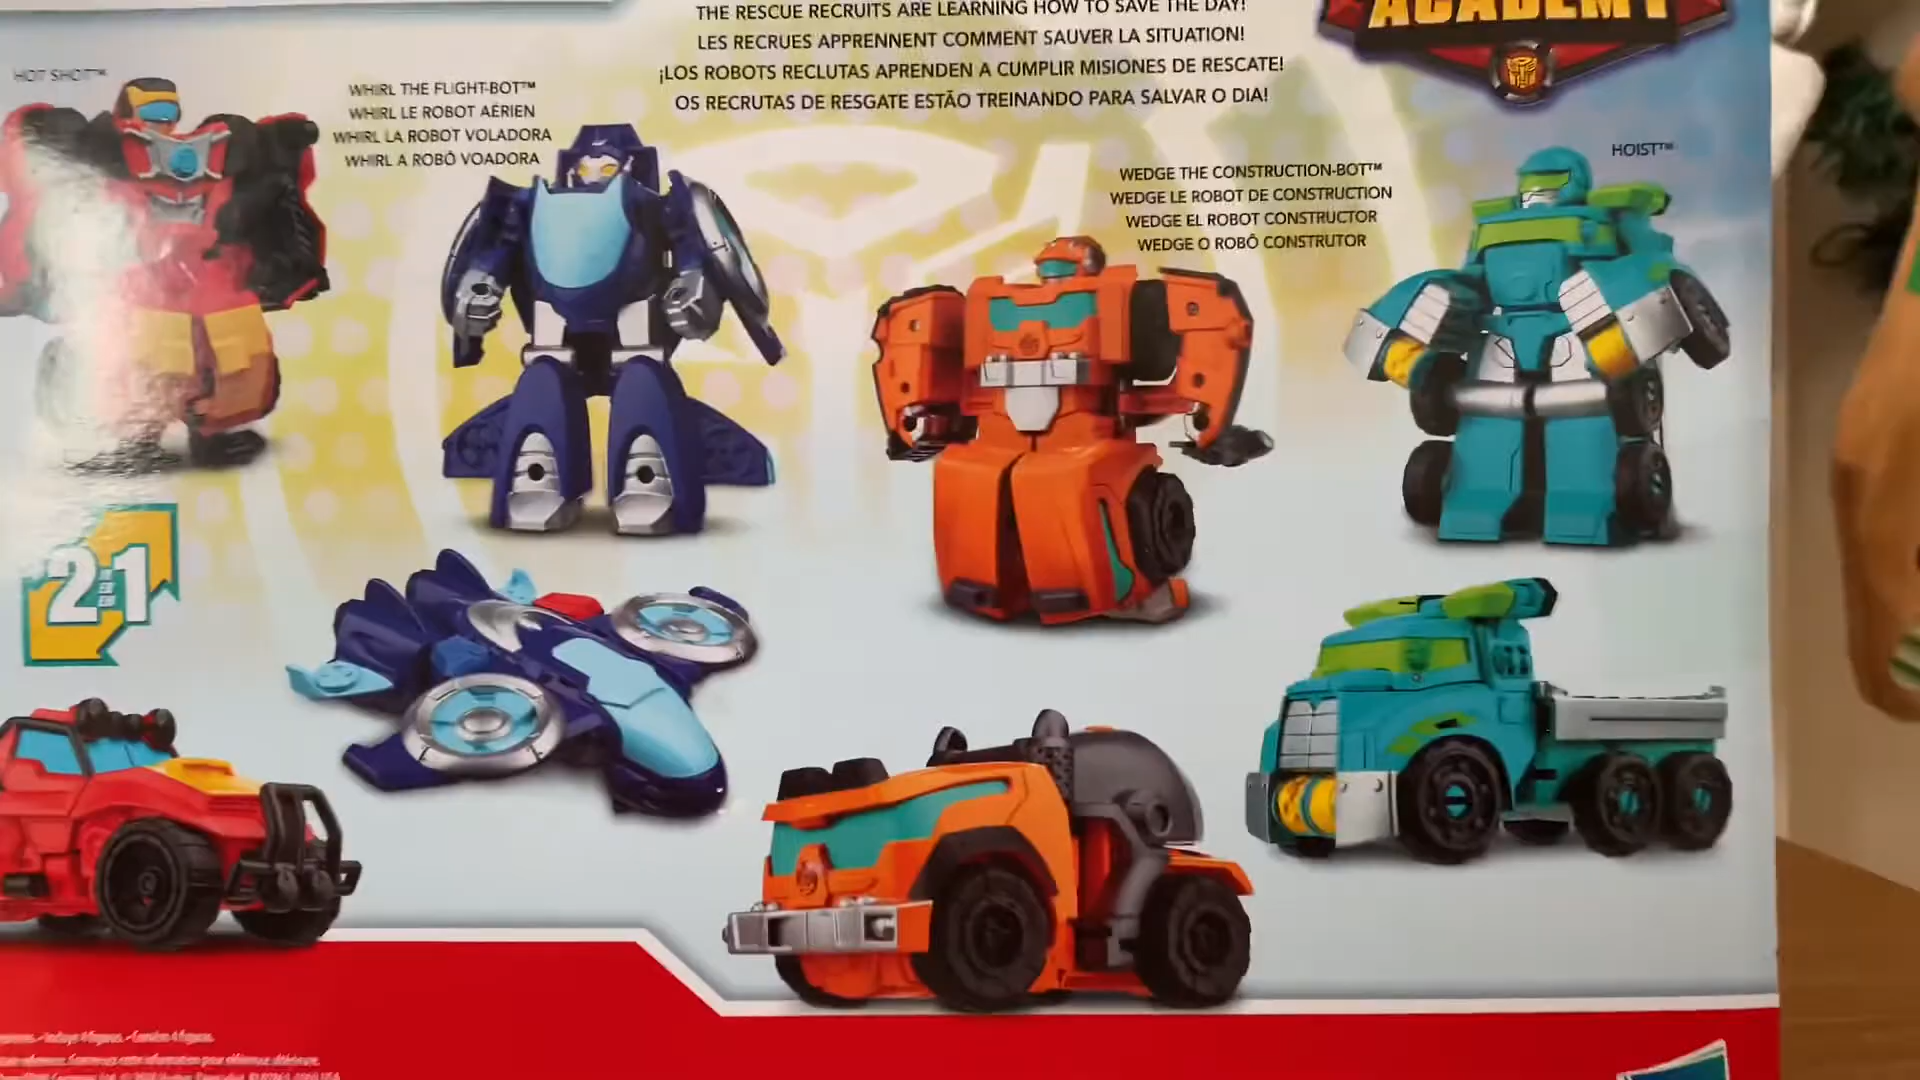 THE RESCUE RECRUITS ARE LEARNING HOW TO SAVE THE DAY!
LES RECRUES APPRENNENT COMMENT SAUVER LA SITUATION!
¡LOS ROBOTS RECLUTAS APRENDEN A CUMPLIR MISIONES DE RESCATE!
OS RECRUTAS DE RESGATE ESTÃO TREINANDO PARA SALVAR O DIA!
ACADEMY
HOT SHOT™
WHIRL THE FLIGHT-BOT™
WHIRL LE ROBOT AÉRIEN
WHIRL LA ROBOT VOLADORA
WHIRL A ROBÔ VOADORA
WEDGE THE CONSTRUCTION-BOT™
WEDGE LE ROBOT DE CONSTRUCTION
WEDGE EL ROBOT CONSTRUCTOR
WEDGE O ROBÔ CONSTRUTOR
HOIST™
2 1